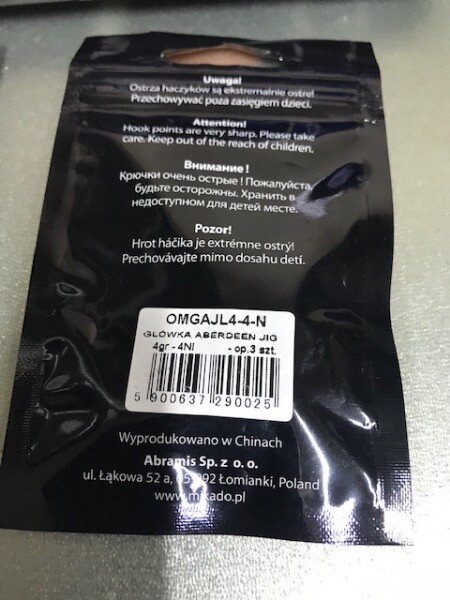 Uwaga!
Ostrza haczyków są ekstremalnie ostre!
Przechowywać poza zasięgiem dzieci.
Attention!
Hook points are very sharp. Please take
care. Keep out of the reach of children.
Внимание !
Крючки очень острые ! Пожалуйста,
будьте осторожны. Хранить в
недоступном для детей месте.
Pozor!
Hrot háčika je extrémne ostrý!
Prechovávajte mimo dosahu detí.
OMGAJL4-4-N
GŁÓWKA ABERDEEN JIG
4gr - 4NI - op.3 szt.
5 900637 290025
Wyprodukowano w Chinach
Abramis Sp. z o. o.
ul. Łąkowa 52 a, Łomianki, Poland
www.mikado.pl